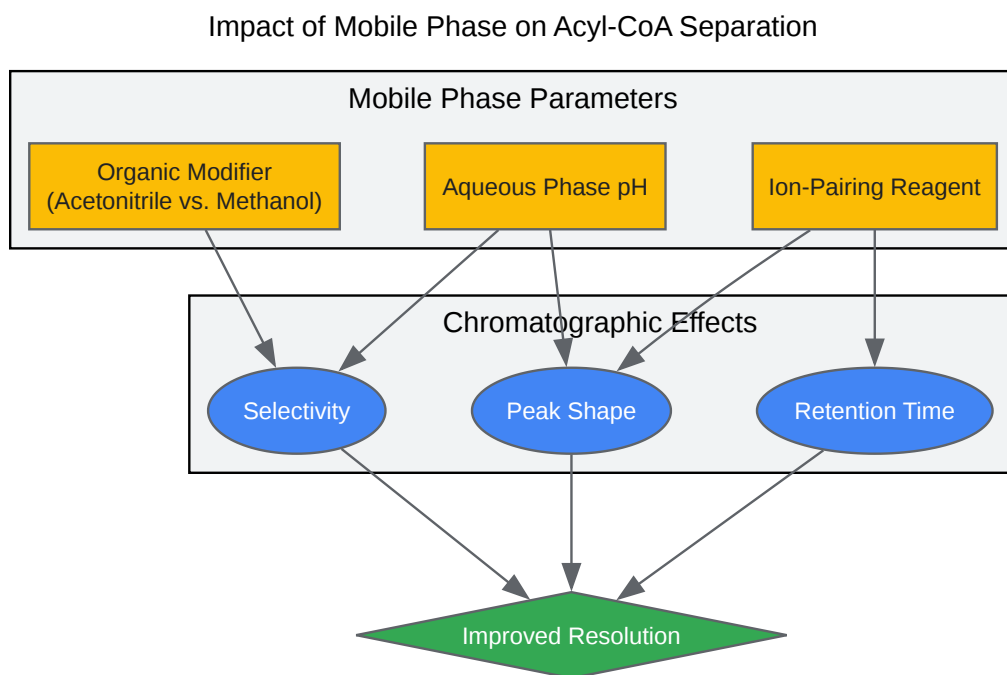 Impact of Mobile Phase on Acyl-CoA Separation
Mobile Phase Parameters
Organic Modifier
(Acetonitrile vs. Methanol)
Aqueous Phase pH
Ion-Pairing Reagent
Chromatographic Effects
Selectivity
Peak Shape
Retention Time
Improved Resolution